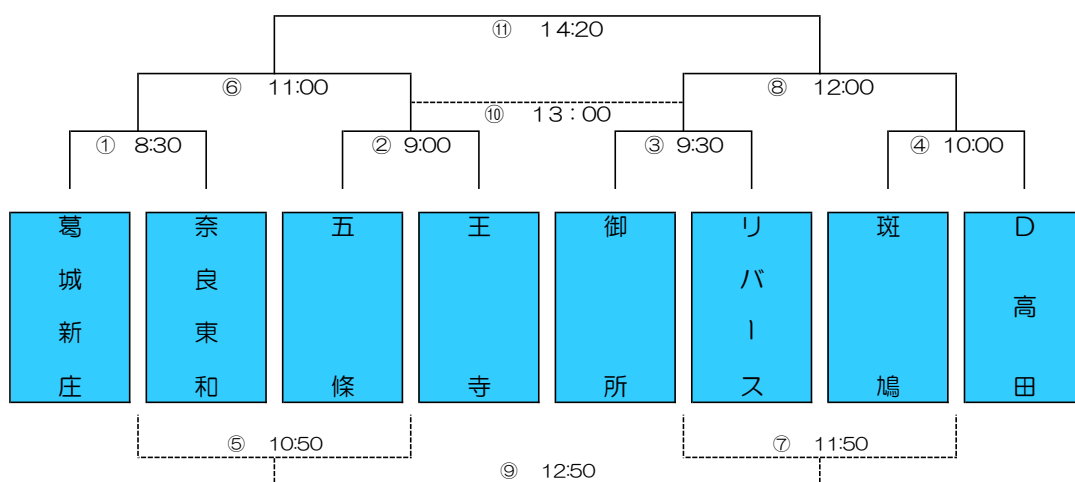 ⑪ 14:20
⑥ 11:00
⑧ 12:00
⑩ 13:00
① 8:30
② 9:00
③ 9:30
④ 10:00
葛城新庄
奈良東和
五條
王寺
御所
リバース
斑鳩
D高田
⑤ 10:50
⑦ 11:50
⑨ 12:50